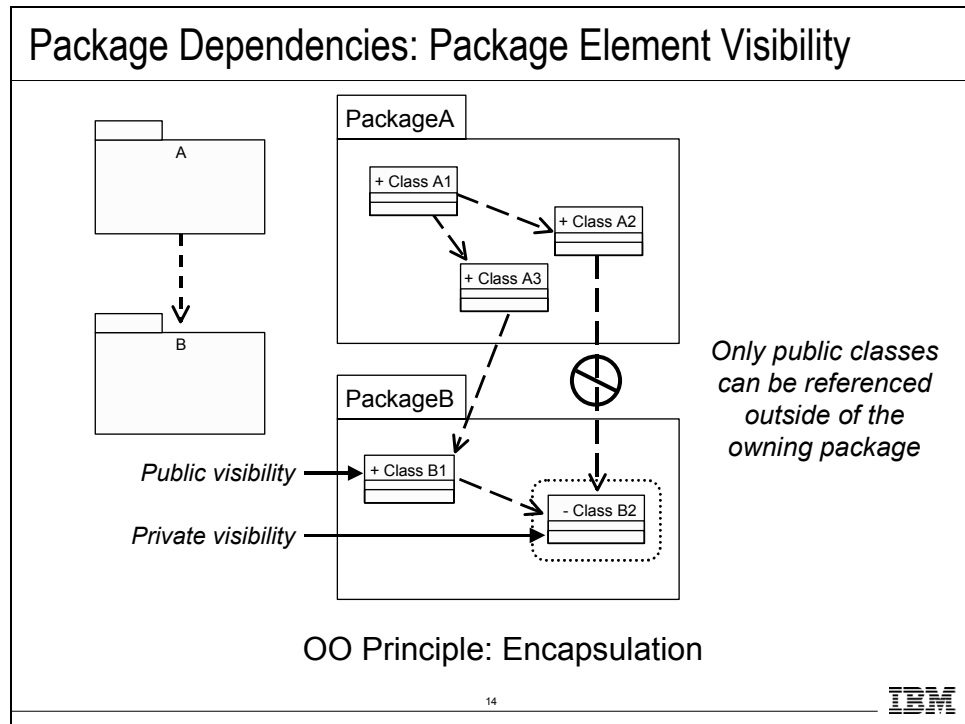 Package Dependencies: Package Element Visibility
A
B
PackageA
+ Class A1
+ Class A2
+ Class A3
PackageB
+ Class B1
- Class B2
Public visibility
Private visibility
Only public classes
can be referenced
outside of the
owning package
OO Principle: Encapsulation
14
IBM